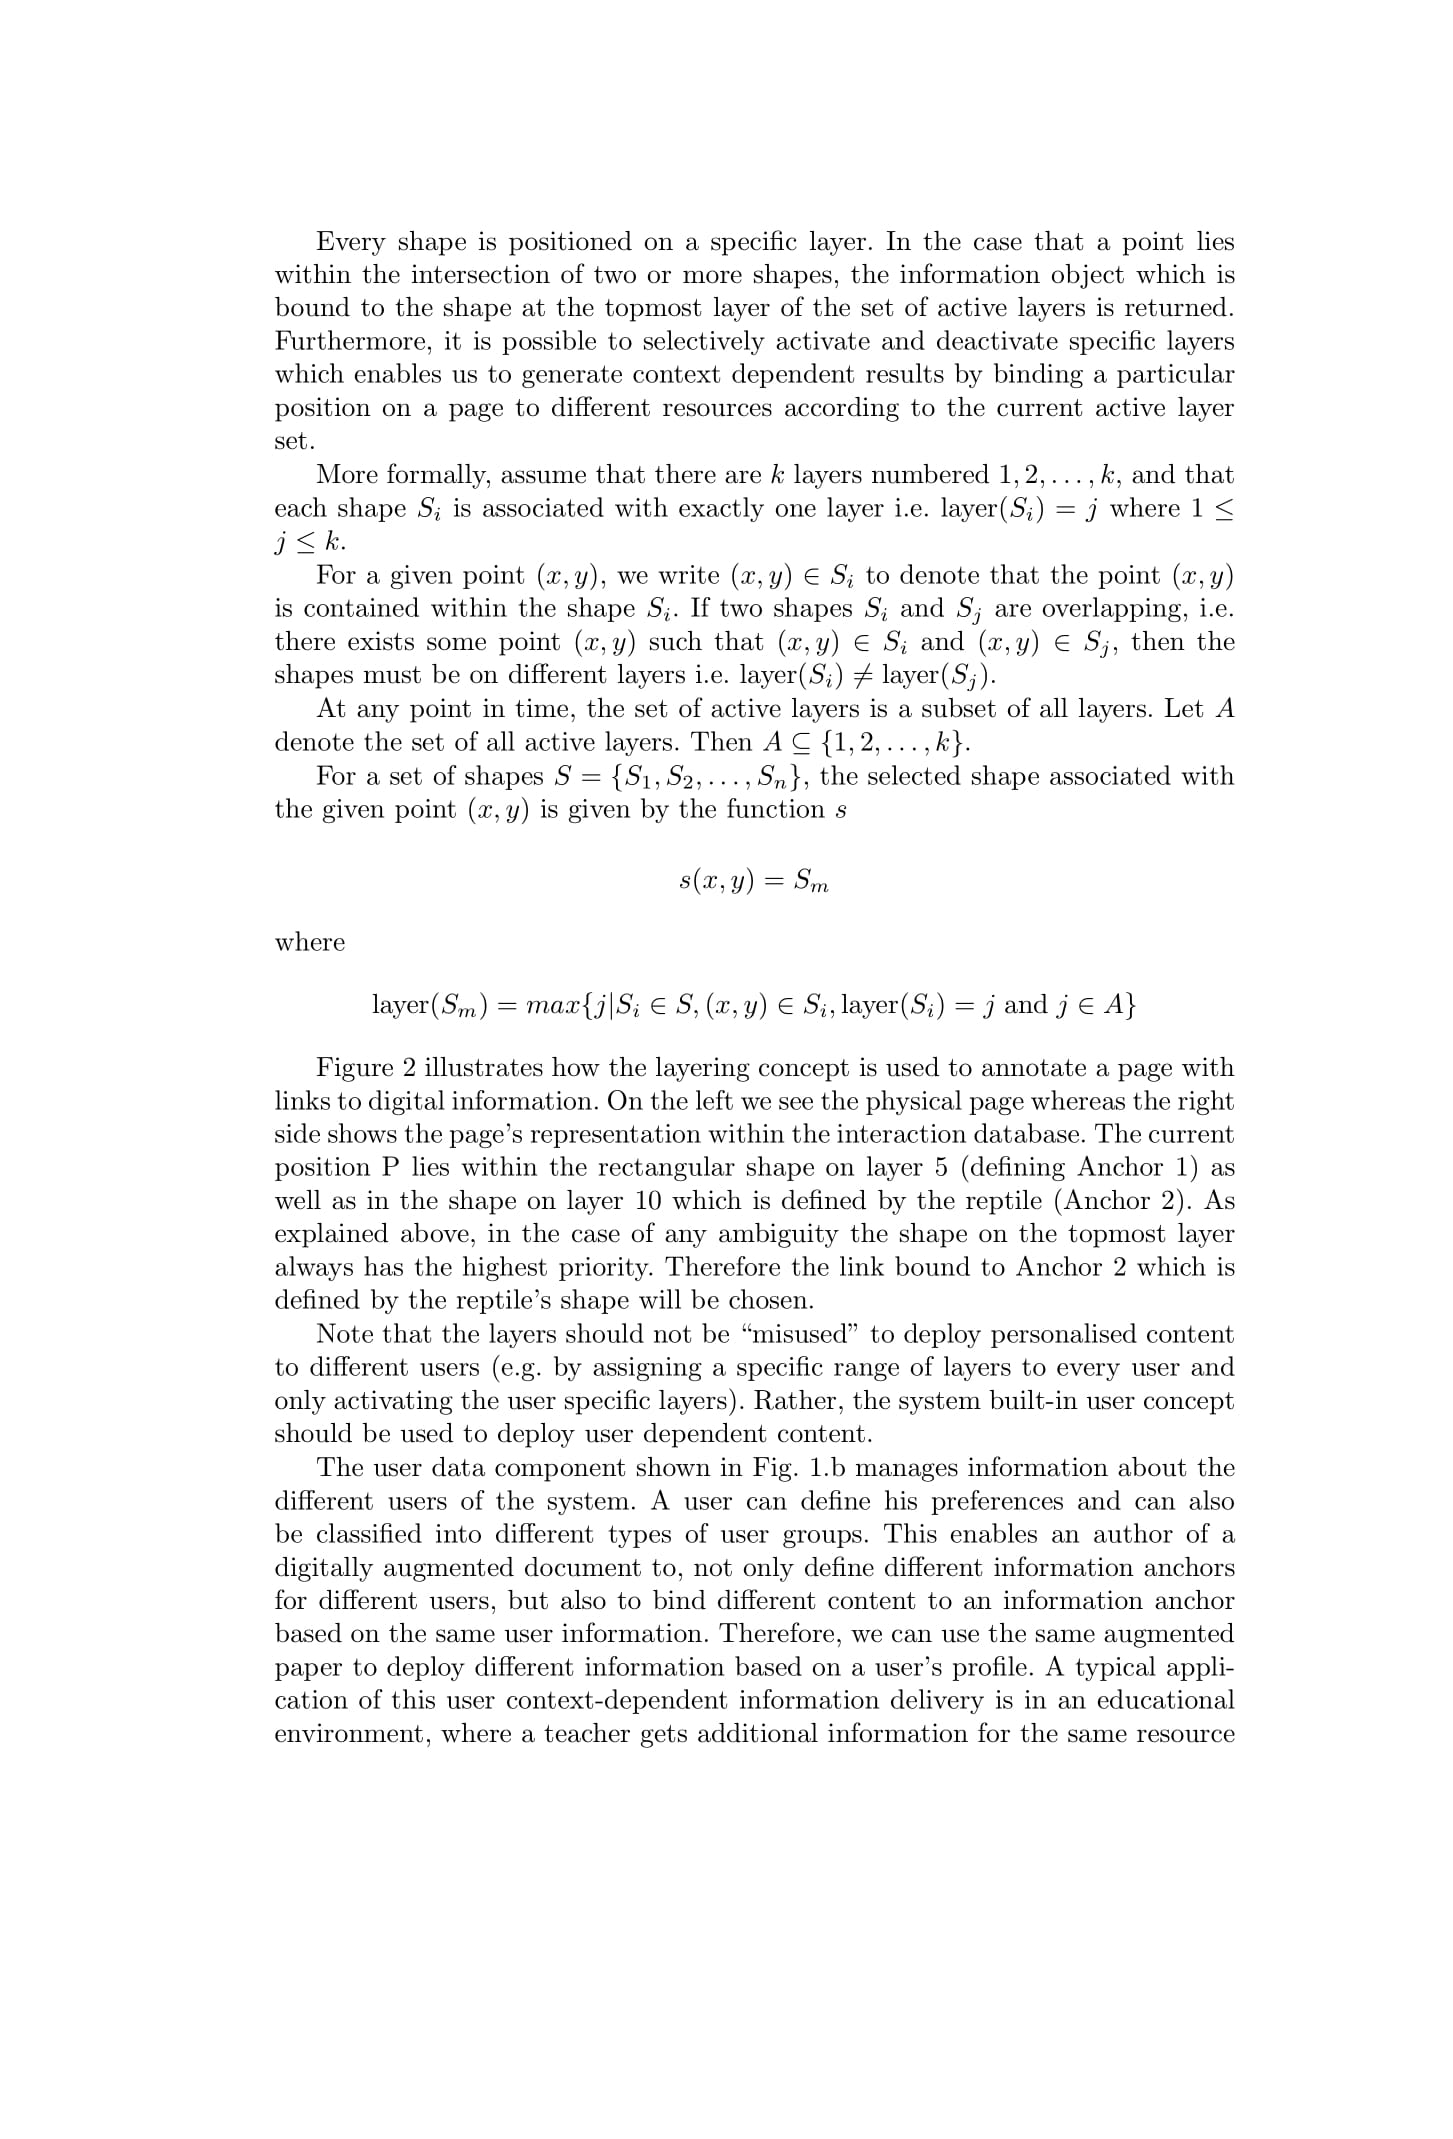 Every shape is positioned on a specific layer. In the case that a point lies
within the intersection of two or more shapes, the information object which is
bound to the shape at the topmost layer of the set of active layers is returned.
Furthermore, it is possible to selectively activate and deactivate specific layers
which enables us to generate context dependent results by binding a particular
position on a page to different resources according to the current active layer
set.
More formally, assume that there are k layers numbered 1, 2, . . . , k, and that
each shape S_i is associated with exactly one layer i.e. layer(S_i) = j where 1 ≤
j ≤ k.
For a given point (x, y), we write (x, y) ∈ S_i to denote that the point (x, y)
is contained within the shape S_i. If two shapes S_i and S_j are overlapping, i.e.
there exists some point (x, y) such that (x, y) ∈ S_i and (x, y) ∈ S_j, then the
shapes must be on different layers i.e. layer(S_i) ≠ layer(S_j).
At any point in time, the set of active layers is a subset of all layers. Let A
denote the set of all active layers. Then A ⊆ {1, 2, . . . , k}.
For a set of shapes S = {S_1, S_2, . . . , S_n}, the selected shape associated with
the given point (x, y) is given by the function s
s(x, y) = S_m
where
layer(S_m) = max{j|S_i ∈ S, (x, y) ∈ S_i, layer(S_i) = j and j ∈ A}
Figure 2 illustrates how the layering concept is used to annotate a page with
links to digital information. On the left we see the physical page whereas the right
side shows the page's representation within the interaction database. The current
position P lies within the rectangular shape on layer 5 (defining Anchor 1) as
well as in the shape on layer 10 which is defined by the reptile (Anchor 2). As
explained above, in the case of any ambiguity the shape on the topmost layer
always has the highest priority. Therefore the link bound to Anchor 2 which is
defined by the reptile's shape will be chosen.
Note that the layers should not be “misused” to deploy personalised content
to different users (e.g. by assigning a specific range of layers to every user and
only activating the user specific layers). Rather, the system built-in user concept
should be used to deploy user dependent content.
The user data component shown in Fig. 1.b manages information about the
different users of the system. A user can define his preferences and can also
be classified into different types of user groups. This enables an author of a
digitally augmented document to, not only define different information anchors
for different users, but also to bind different content to an information anchor
based on the same user information. Therefore, we can use the same augmented
paper to deploy different information based on a user's profile. A typical appli-
cation of this user context-dependent information delivery is in an educational
environment, where a teacher gets additional information for the same resource